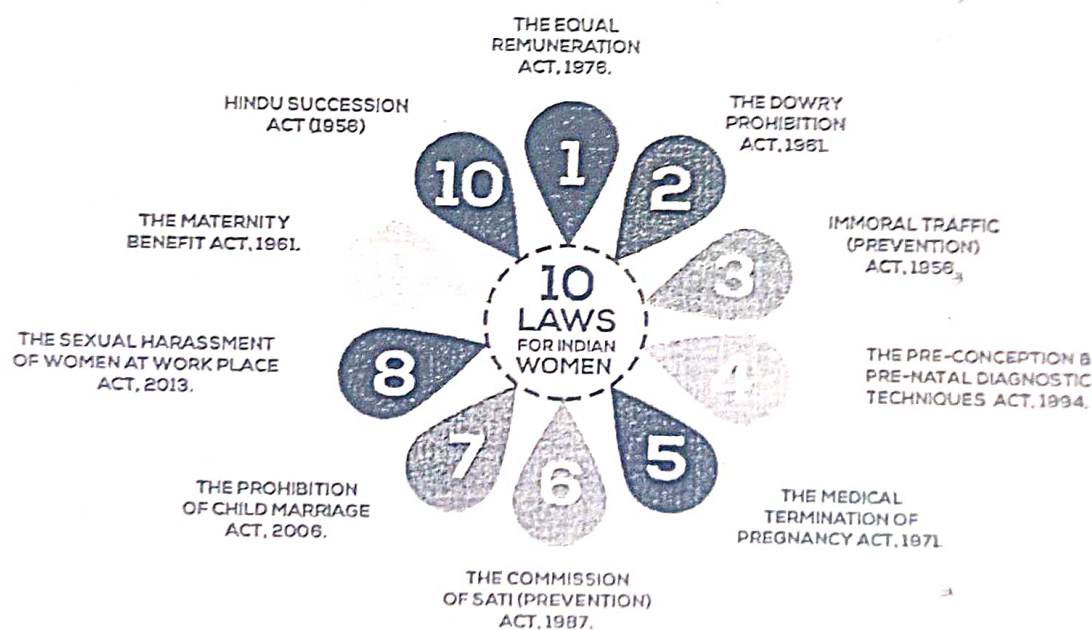 10
LAWS
FOR INDIAN
WOMEN
1
THE EQUAL
REMUNERATION
ACT, 1976.
2
THE DOWRY
PROHIBITION
ACT, 1961.
3
IMMORAL TRAFFIC
(PREVENTION)
ACT, 1956.
4
THE PRE-CONCEPTION &
PRE-NATAL DIAGNOSTIC
TECHNIQUES ACT, 1994.
5
THE MEDICAL
TERMINATION OF
PREGNANCY ACT, 1971.
6
THE COMMISSION
OF SATI (PREVENTION)
ACT, 1987.
7
THE PROHIBITION
OF CHILD MARRIAGE
ACT, 2006.
8
THE SEXUAL HARASSMENT
OF WOMEN AT WORK PLACE
ACT, 2013.
THE MATERNITY
BENEFIT ACT, 1961.
10
HINDU SUCCESSION
ACT (1956)